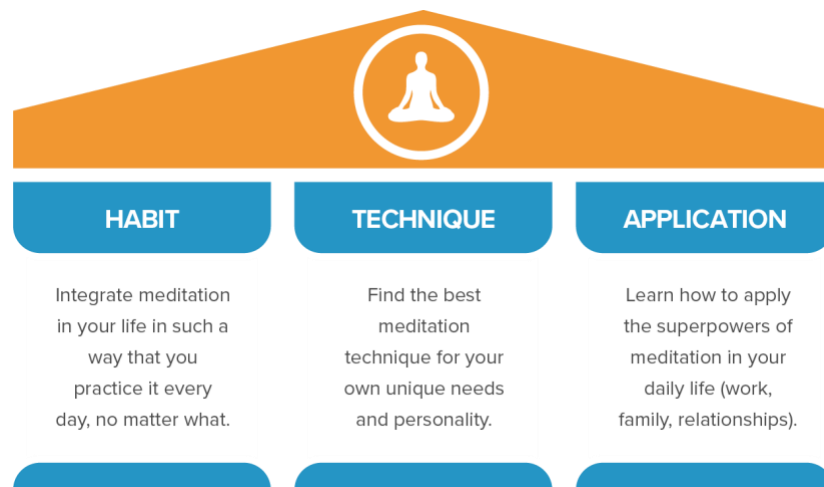 HABIT
Integrate meditation
in your life in such a
way that you
practice it every
day, no matter what.
TECHNIQUE
Find the best
meditation
technique for your
own unique needs
and personality.
APPLICATION
Learn how to apply
the superpowers of
meditation in your
daily life (work,
family, relationships).